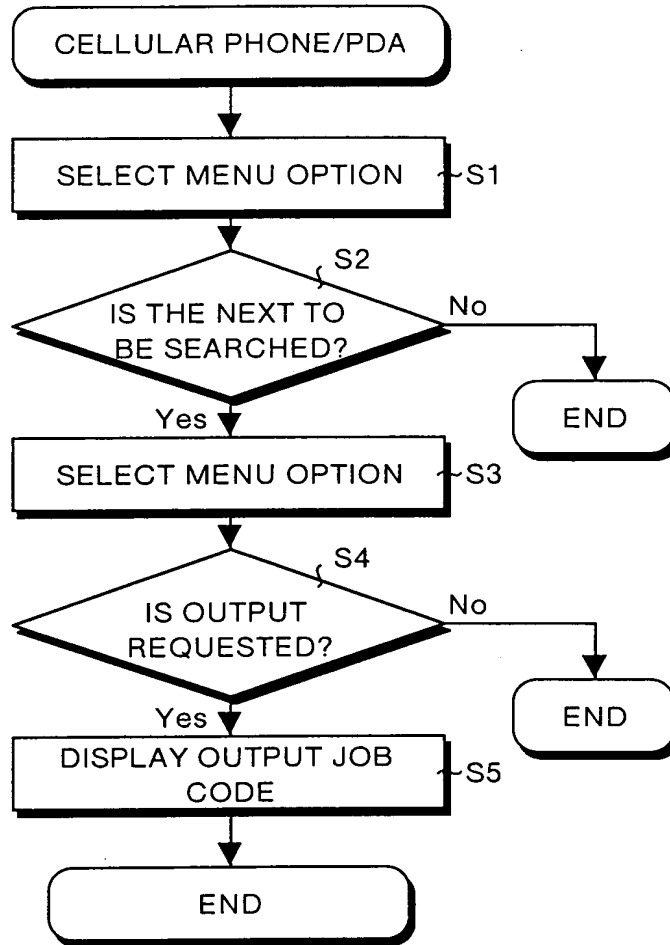 CELLULAR PHONE/PDA
SELECT MENU OPTION
S1
S2
IS THE NEXT TO
BE SEARCHED?
No
END
Yes
SELECT MENU OPTION
S3
S4
IS OUTPUT
REQUESTED?
No
END
Yes
DISPLAY OUTPUT JOB
CODE
S5
END